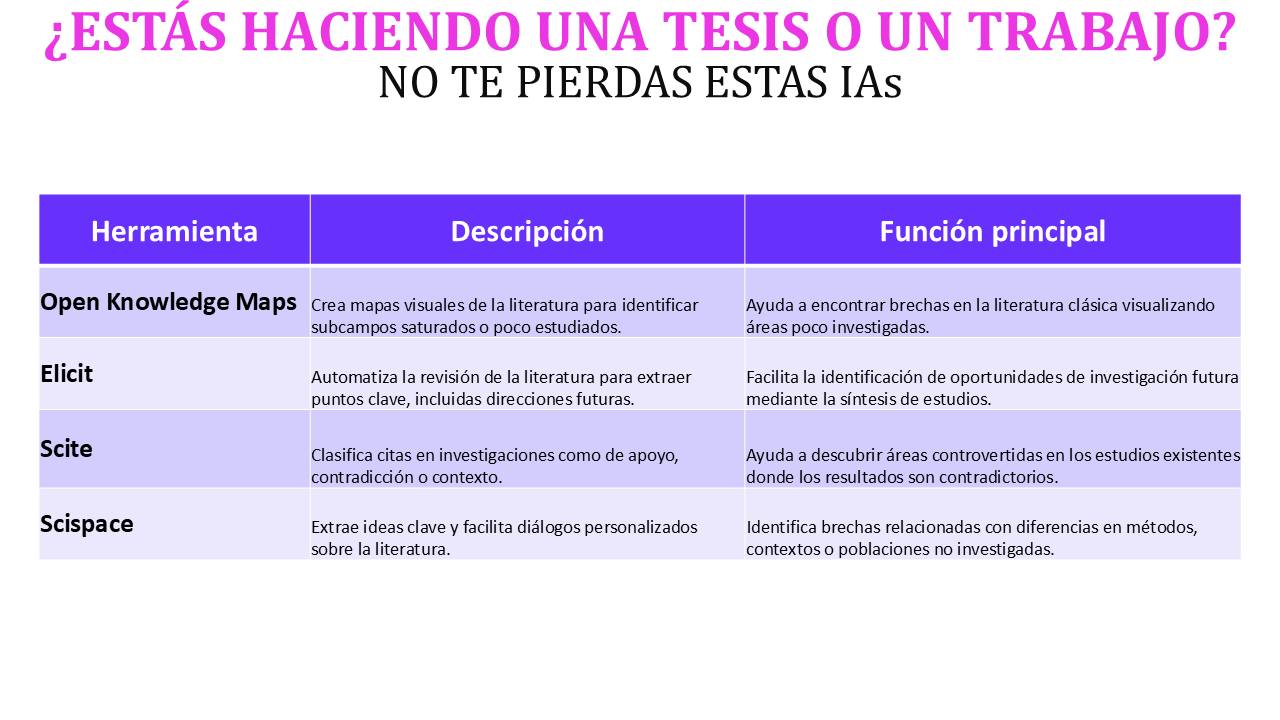 ¿ESTÁS HACIENDO UNA TESIS O UN TRABAJO?
NO TE PIERDAS ESTAS IAs
Herramienta
Descripción
Función principal
Open Knowledge Maps
Crea mapas visuales de la literatura para identificar
subcampos saturados o poco estudiados.
Ayuda a encontrar brechas en la literatura clásica visualizando
áreas poco investigadas.
Elicit
Automatiza la revisión de la literatura para extraer
puntos clave, incluidas direcciones futuras.
Facilita la identificación de oportunidades de investigación futura
mediante la síntesis de estudios.
Scite
Clasifica citas en investigaciones como de apoyo,
contradicción o contexto.
Ayuda a descubrir áreas controvertidas en los estudios existentes
donde los resultados son contradictorios.
Scispace
Extrae ideas clave y facilita diálogos personalizados
sobre la literatura.
Identifica brechas relacionadas con diferencias en métodos,
contextos o poblaciones no investigadas.